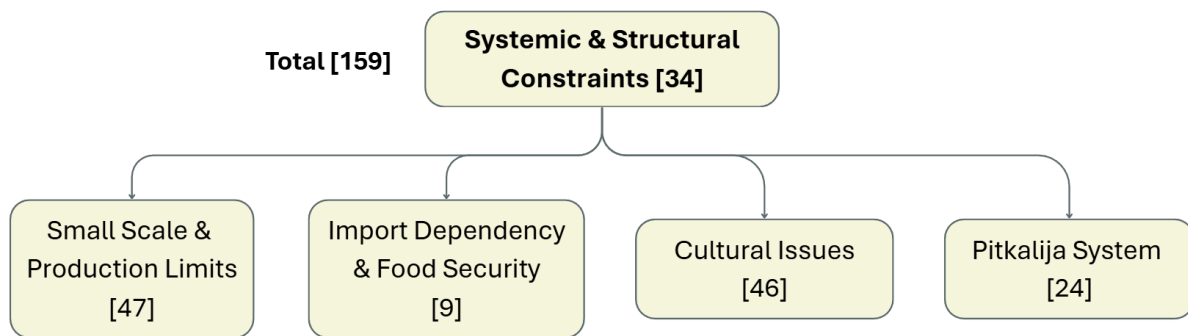 Total [159]
Systemic & Structural
Constraints [34]
Small Scale &
Production Limits
[47]
Import Dependency
& Food Security
[9]
Cultural Issues
[46]
Pitkalija System
[24]